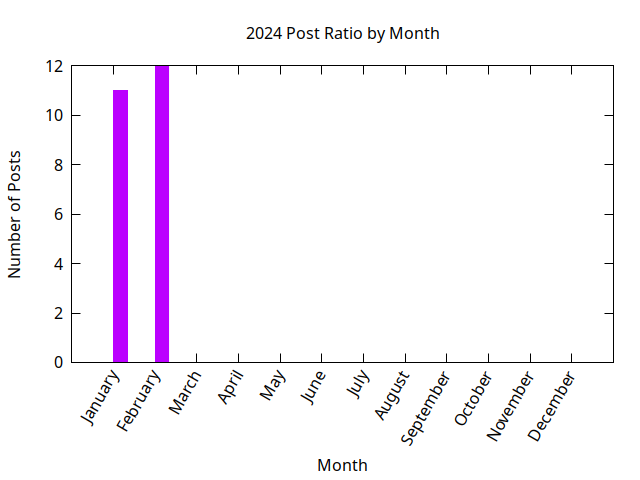 2024 Post Ratio by Month
Number of Posts
12
10
8
6
4
2
0
January
February
March
April
May
June
July
August
September
October
November
December
Month